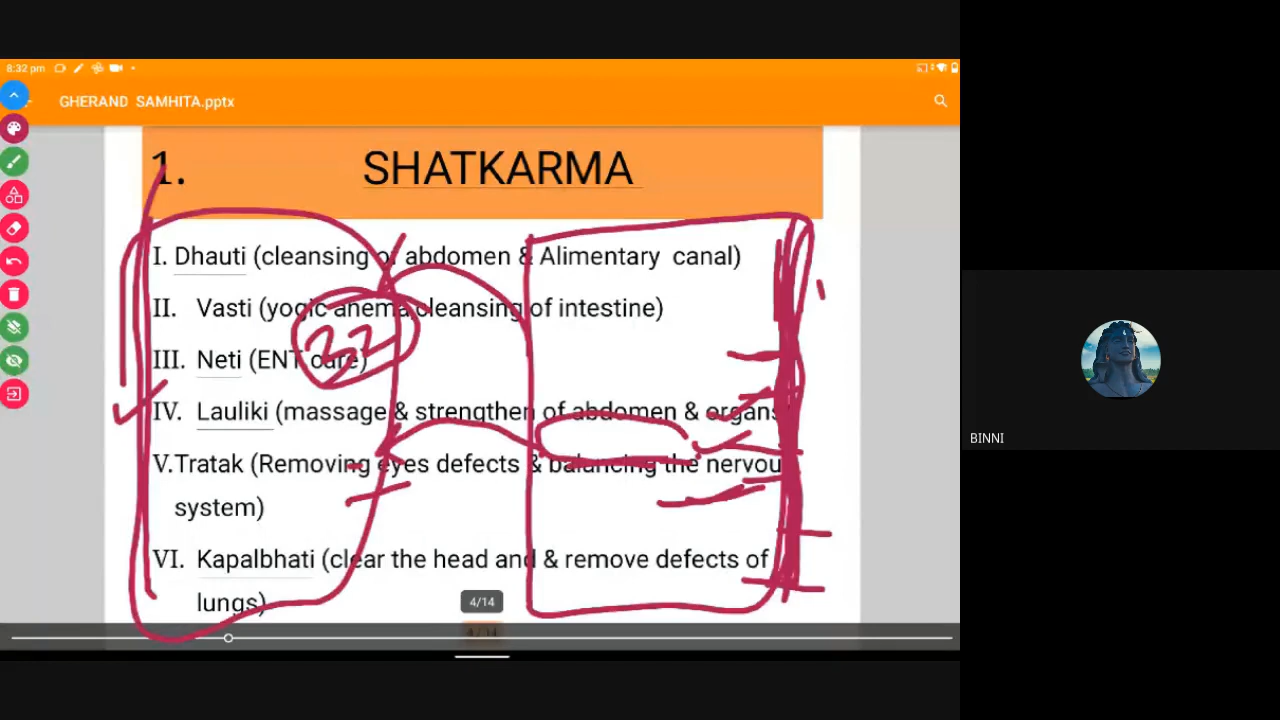 8:32 pm
GHERAND SAMHITA.pptx
1. SHATKARMA
I. Dhauti (cleansing of abdomen & Alimentary canal)
II. Vasti (yogic anema cleansing of intestine)
32
III. Neti (ENT care)
IV. Lauliki (massage & strengthen of abdomen & organs
V.Tratak (Removing eyes defects & balancing the nervou
system)
VI. Kapalbhati (clear the head and & remove defects of
lungs)
4/14
BINNI